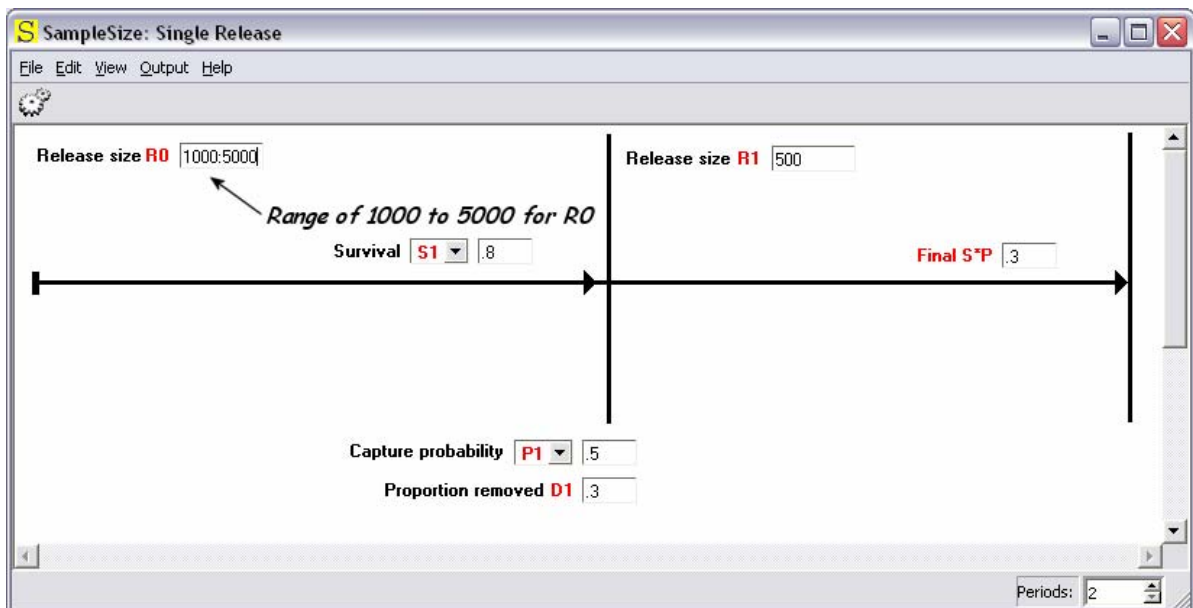 S SampleSize: Single Release
File Edit View Output Help
Release size R0 1000:5000
Release size R1 500
Range of 1000 to 5000 for R0
Survival S1 .8
Final S*P .3
Capture probability P1 .5
Proportion removed D1 .3
Periods: 2